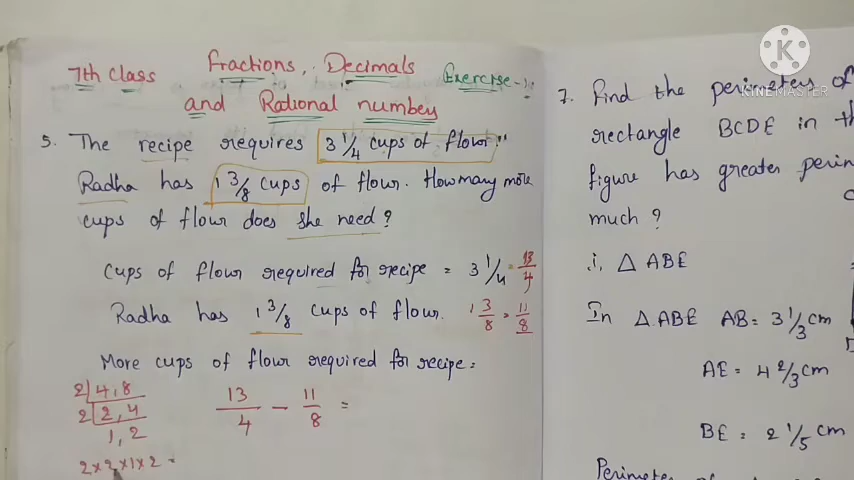 7th Class Fractions, Decimals Exercise-1:
and Rational numbers
5. The recipe requires 3 1/4 cups of flour.
Radha has 1 3/8 cups of flour. How many more
cups of flour does she need?
Cups of flour required for recipe = 3 1/4 = 13/4
Radha has 1 3/8 cups of flour. 1 3/8 = 11/8
More cups of flour required for recipe =
2 | 4, 8
2 | 2, 4
1, 2
2 × 2 × 1 × 2 =
13/4 - 11/8 =
KINEMASTER
7. Find the perimeter of
rectangle BCDE in th
figure has greater perim
much?
∴ △ ABE
In △ ABE AB = 3 1/3 cm
AE = 4 2/3 cm
BE = 2 1/5 cm